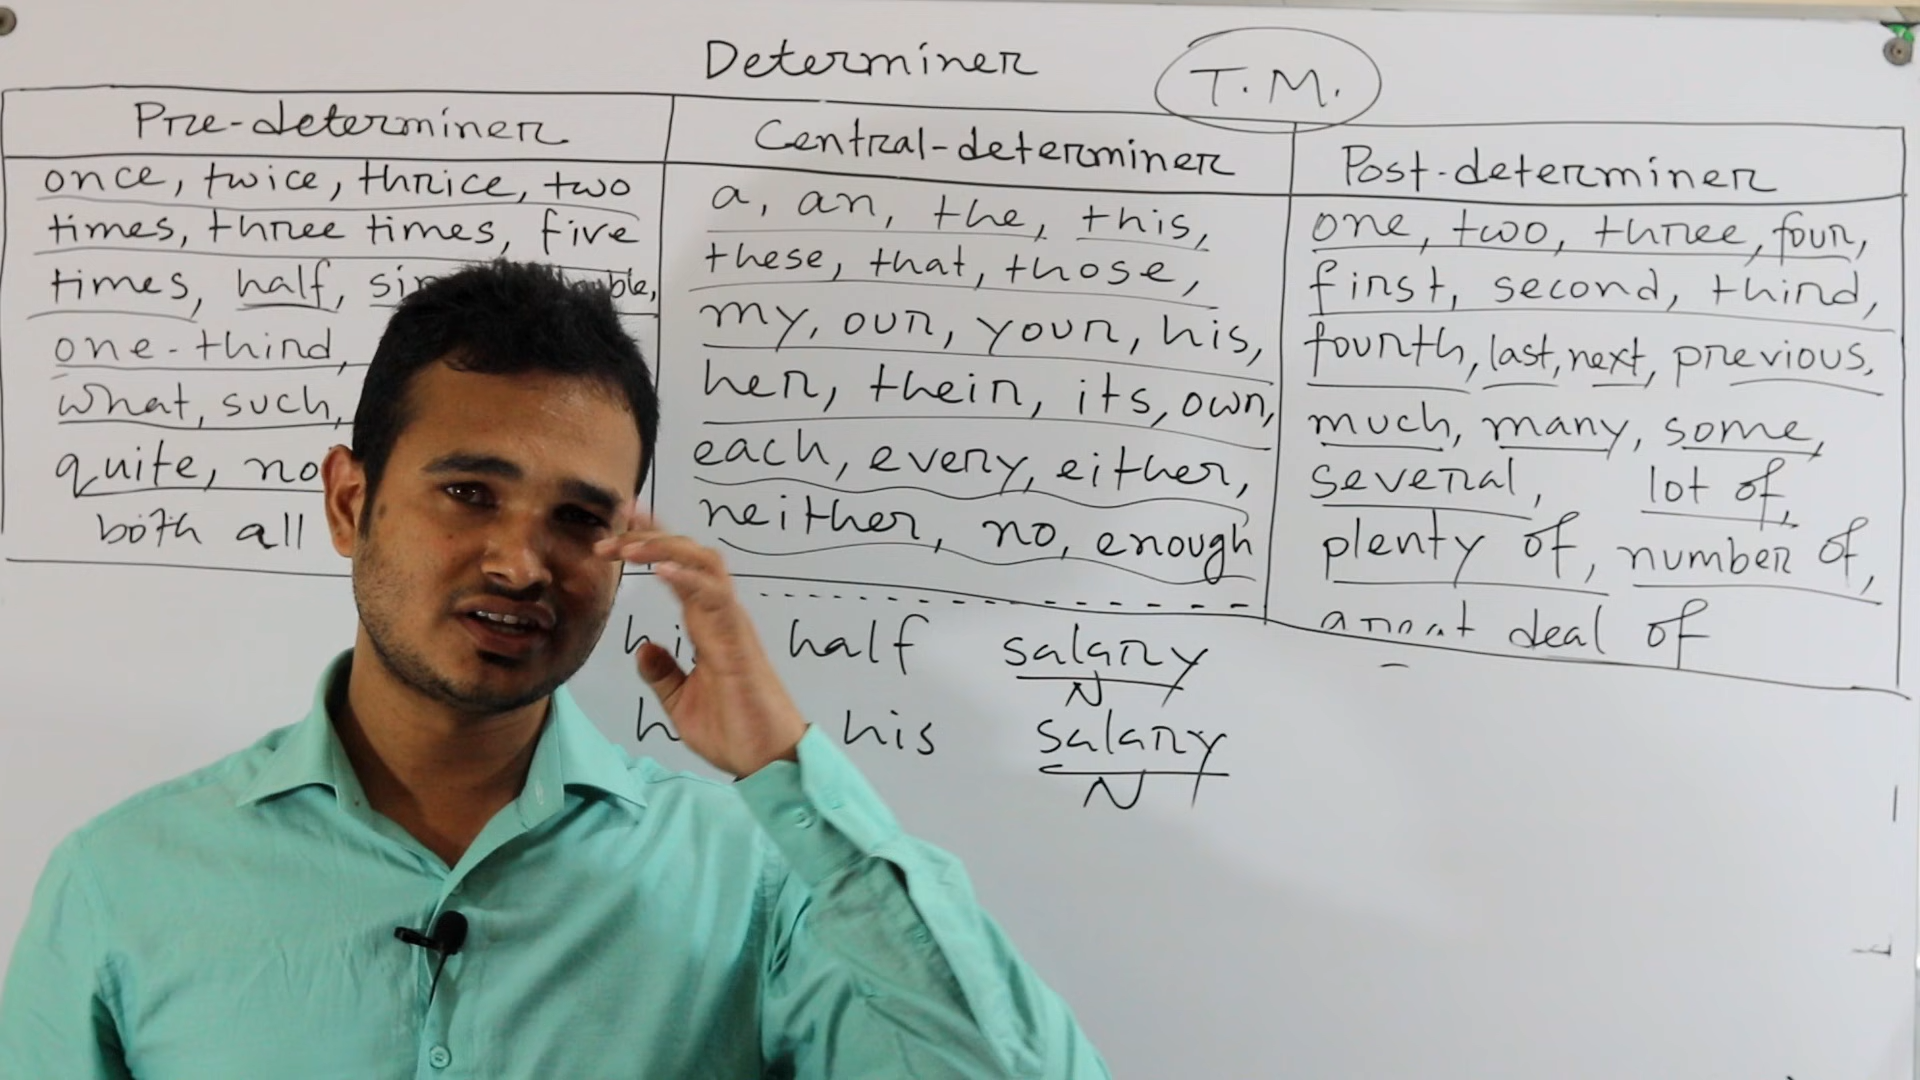 Determiner
T.M.
Pre-determiner
once, twice, thrice, two
times, three times, five
times, half,
one-third,
what, such,
quite,
both all
Central-determiner
a, an, the, this,
these, that, those,
my, our, your, his,
her, their, its, own,
each, every, either,
neither, no, enough
Post-determiner
one, two, three, four,
first, second, third,
fourth, last, next, previous,
much, many, some,
several, lot of,
plenty of, number of,
deal of
half salary
N
his salary
N